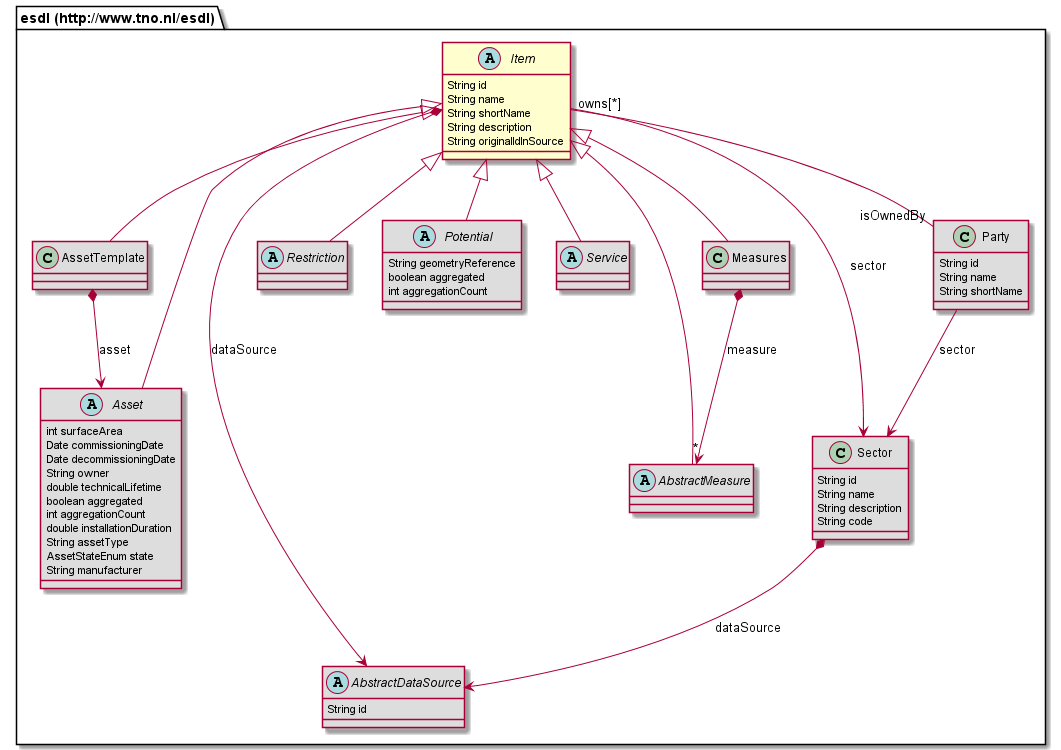 esdl (http://www.tno.nl/esdl)
A Item
String id
String name
String shortName
String description
String originalIdInSource
owns[*]
isOwnedBy
C AssetTemplate
A Restriction
A Potential
String geometryReference
boolean aggregated
int aggregationCount
A Service
C Measures
C Party
String id
String name
String shortName
sector
asset
dataSource
measure
sector
A Asset
int surfaceArea
Date commissioningDate
Date decommissioningDate
String owner
double technicalLifetime
boolean aggregated
int aggregationCount
double installationDuration
String assetType
AssetStateEnum state
String manufacturer
*
A AbstractMeasure
C Sector
String id
String name
String description
String code
dataSource
A AbstractDataSource
String id